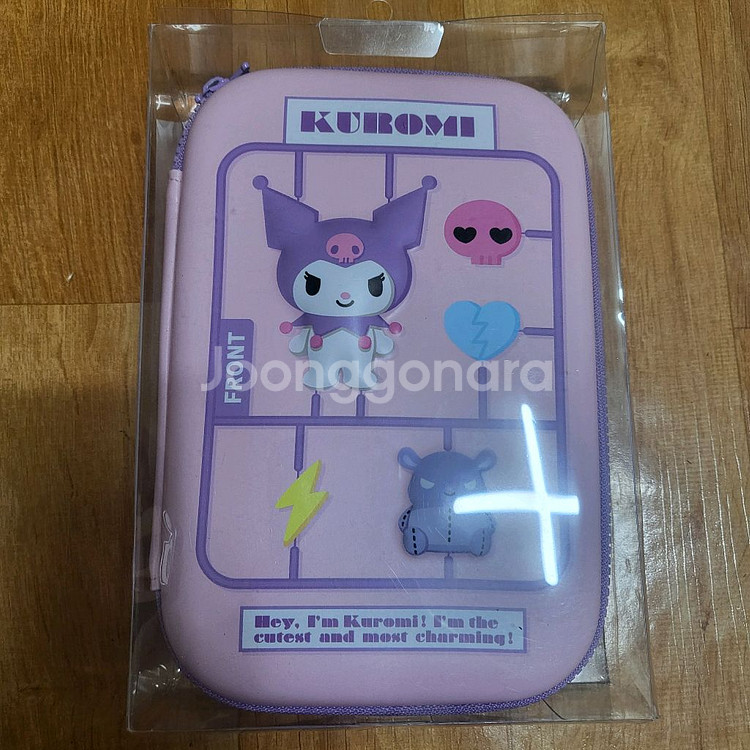 KUROMI
FRONT
Joonggonara
Hey, I'm Kuromi! I'm the
cutest and most charming!